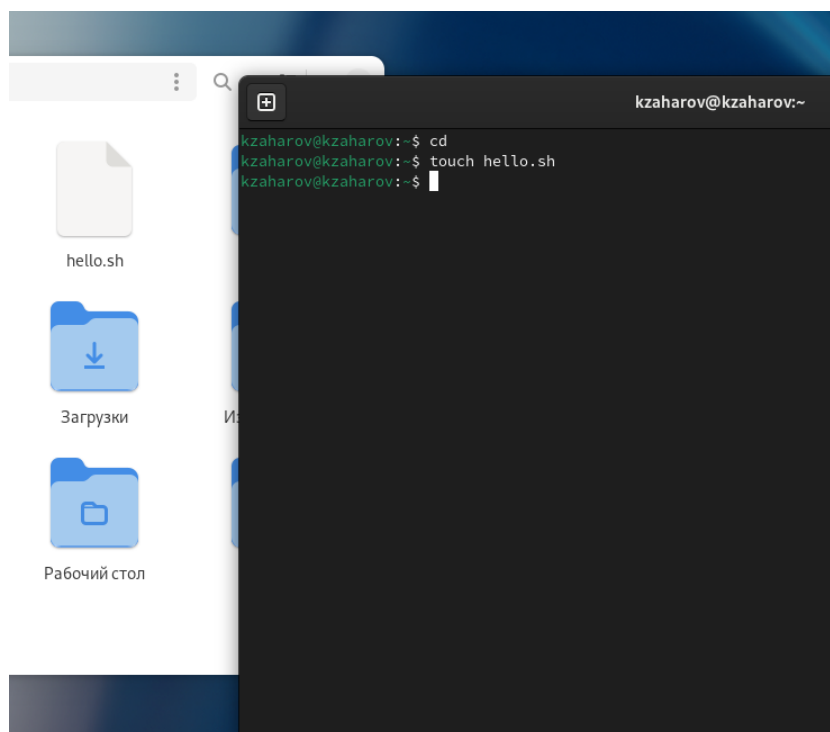 kzaharov@kzaharov:~
kzaharov@kzaharov:~$ cd
kzaharov@kzaharov:~$ touch hello.sh
kzaharov@kzaharov:~$
hello.sh
Загрузки
Рабочий стол